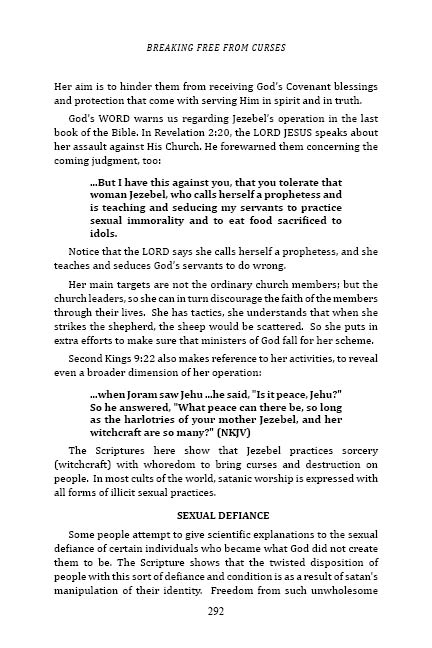 BREAKING FREE FROM CURSES
Her aim is to hinder them from receiving God's Covenant blessings
and protection that come with serving Him in spirit and in truth.
God's WORD warns us regarding Jezebel's operation in the last
book of the Bible. In Revelation 2:20, the LORD JESUS speaks about
her assault against His Church. He forewarned them concerning the
coming judgment, too:
...But I have this against you, that you tolerate that
woman Jezebel, who calls herself a prophetess and
is teaching and seducing my servants to practice
sexual immorality and to eat food sacrificed to
idols.
Notice that the LORD says she calls herself a prophetess, and she
teaches and seduces God's servants to do wrong.
Her main targets are not the ordinary church members; but the
church leaders, so she can in turn discourage the faith of the members
through their lives. She has tactics, she understands that when she
strikes the shepherd, the sheep would be scattered. So she puts in
extra efforts to make sure that ministers of God fall for her scheme.
Second Kings 9:22 also makes reference to her activities, to reveal
even a broader dimension of her operation:
...when Joram saw Jehu ...he said, "Is it peace, Jehu?"
So he answered, "What peace can there be, so long
as the harlotries of your mother Jezebel, and her
witchcraft are so many?" (NKJV)
The Scriptures here show that Jezebel practices sorcery
(witchcraft) with whoredom to bring curses and destruction on
people. In most cults of the world, satanic worship is expressed with
all forms of illicit sexual practices.
SEXUAL DEFIANCE
Some people attempt to give scientific explanations to the sexual
defiance of certain individuals who became what God did not create
them to be. The Scripture shows that the twisted disposition of
people with this sort of defiance and condition is as a result of satan's
manipulation of their identity. Freedom from such unwholesome
292